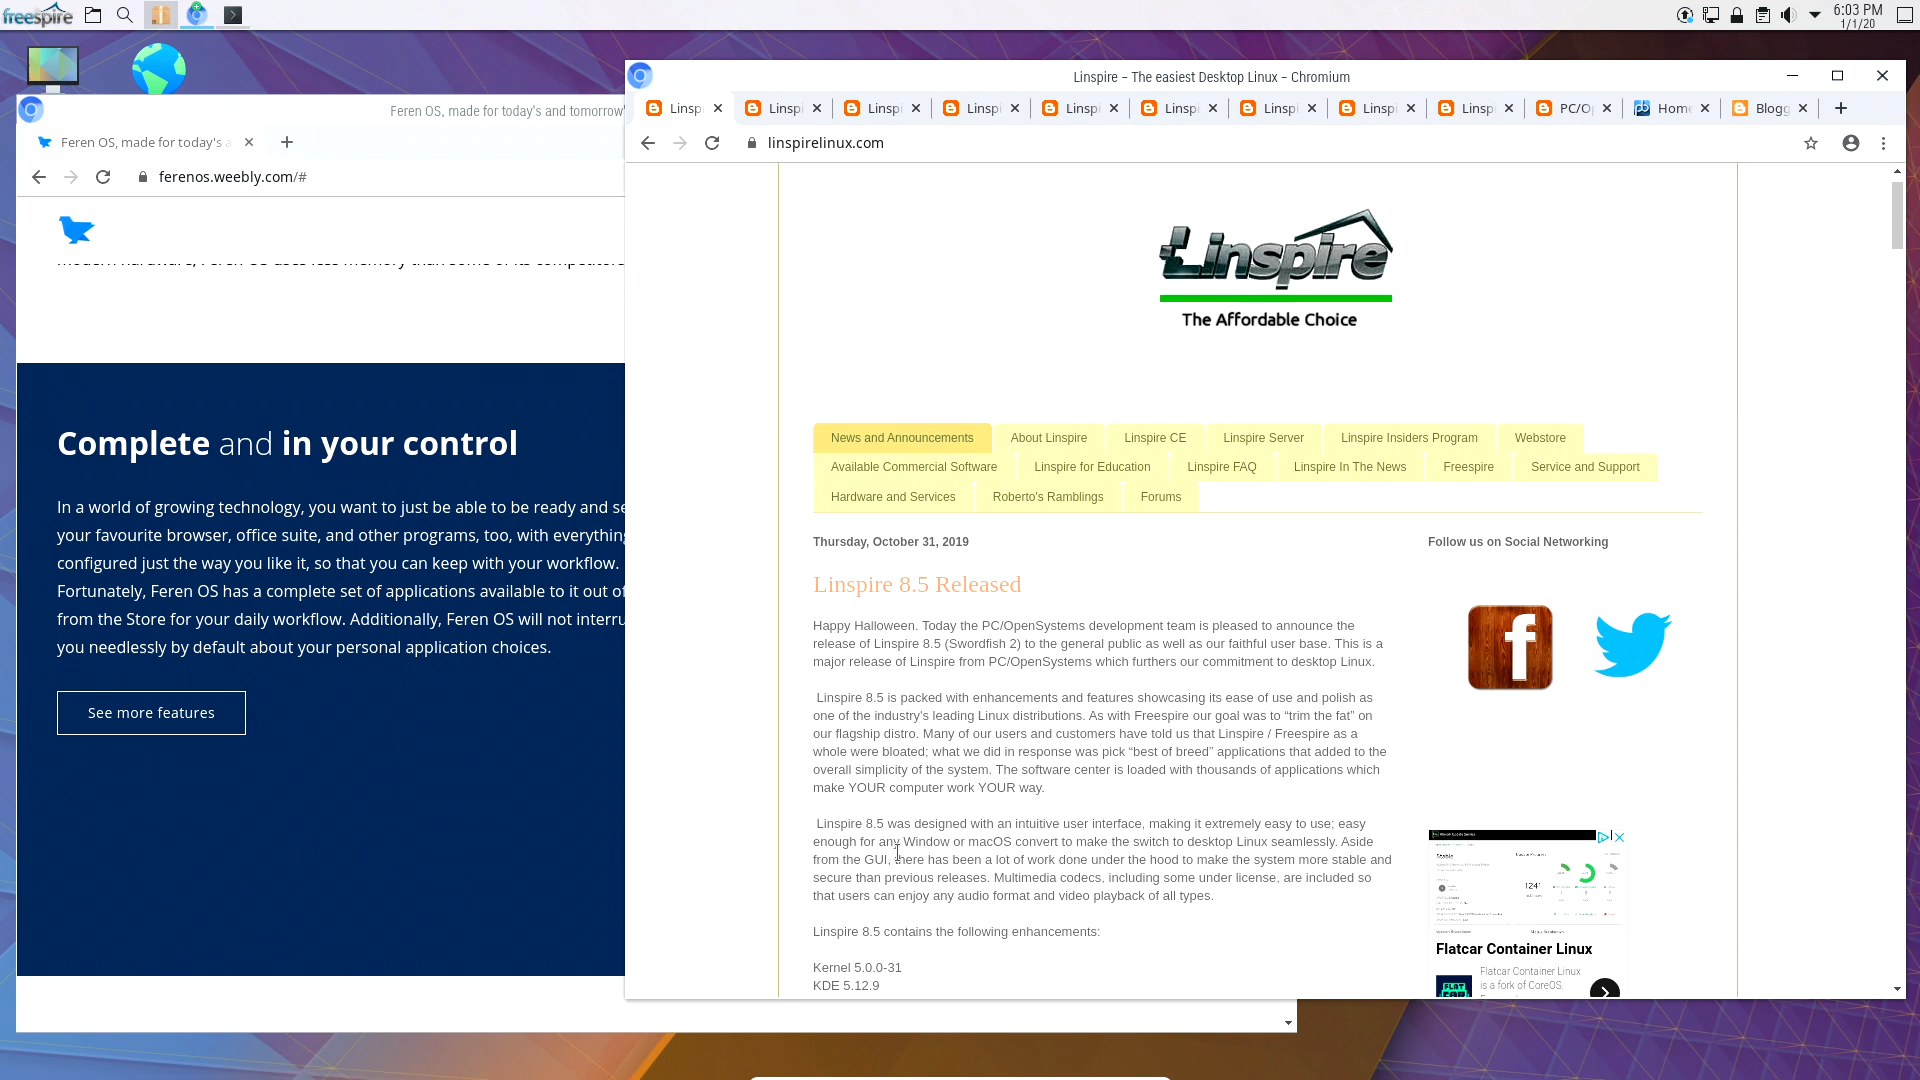 freespire
6:03 PM
1/1/20
Feren OS, made for today's and tomorrow'
Feren OS, made for today's a
ferenos.weebly.com/#
Complete and in your control
In a world of growing technology, you want to just be able to be ready and se
your favourite browser, office suite, and other programs, too, with everything
configured just the way you like it, so that you can keep with your workflow.
Fortunately, Feren OS has a complete set of applications available to it out of
from the Store for your daily workflow. Additionally, Feren OS will not interru
you needlessly by default about your personal application choices.
See more features
Linspire – The easiest Desktop Linux – Chromium
Linsp Linspi Linspi Linspi Linspi Linspi Linspi Linspi Linspi PC/O Home Blogg
linspirelinux.com
Linspire
The Affordable Choice
News and Announcements About Linspire Linspire CE Linspire Server Linspire Insiders Program Webstore
Available Commercial Software Linspire for Education Linspire FAQ Linspire In The News Freespire Service and Support
Hardware and Services Roberto's Ramblings Forums
Thursday, October 31, 2019
Linspire 8.5 Released
Happy Halloween. Today the PC/OpenSystems development team is pleased to announce the
release of Linspire 8.5 (Swordfish 2) to the general public as well as our faithful user base. This is a
major release of Linspire from PC/OpenSystems which furthers our commitment to desktop Linux.
Linspire 8.5 is packed with enhancements and features showcasing its ease of use and polish as
one of the industry's leading Linux distributions. As with Freespire our goal was to “trim the fat” on
our flagship distro. Many of our users and customers have told us that Linspire / Freespire as a
whole were bloated; what we did in response was pick “best of breed” applications that added to the
overall simplicity of the system. The software center is loaded with thousands of applications which
make YOUR computer work YOUR way.
Linspire 8.5 was designed with an intuitive user interface, making it extremely easy to use; easy
enough for any Window or macOS convert to make the switch to desktop Linux seamlessly. Aside
from the GUI, there has been a lot of work done under the hood to make the system more stable and
secure than previous releases. Multimedia codecs, including some under license, are included so
that users can enjoy any audio format and video playback of all types.
Linspire 8.5 contains the following enhancements:
Kernel 5.0.0-31
KDE 5.12.9
Follow us on Social Networking
Stable
1241
Flatcar Container Linux
Flatcar Container Linux
is a fork of CoreOS.